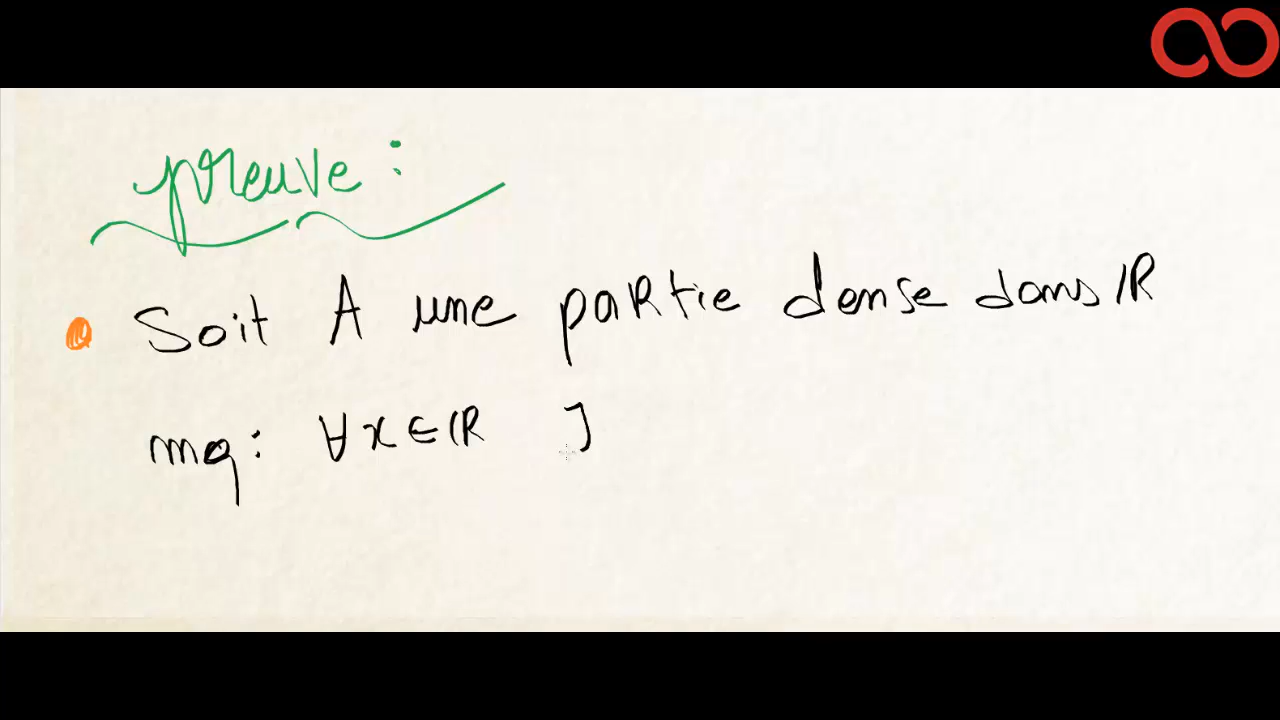 preuve :
• Soit A une partie dense dans IR
mq : ∀x∈IR ]